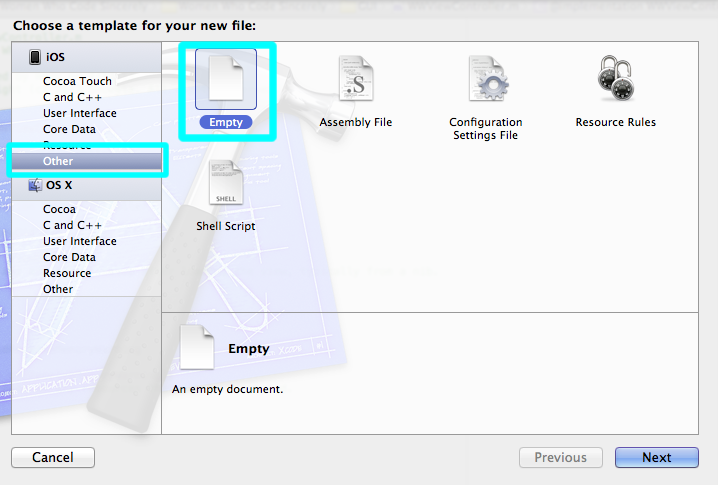 Choose a template for your new file:
iOS
Cocoa Touch
C and C++
User Interface
Core Data
Resource
Other
OS X
Cocoa
C and C++
User Interface
Core Data
Resource
Other
Empty
Assembly File
Configuration
Settings File
Resource Rules
.S
SHELL
Shell Script
Empty
An empty document.
Cancel
Previous
Next